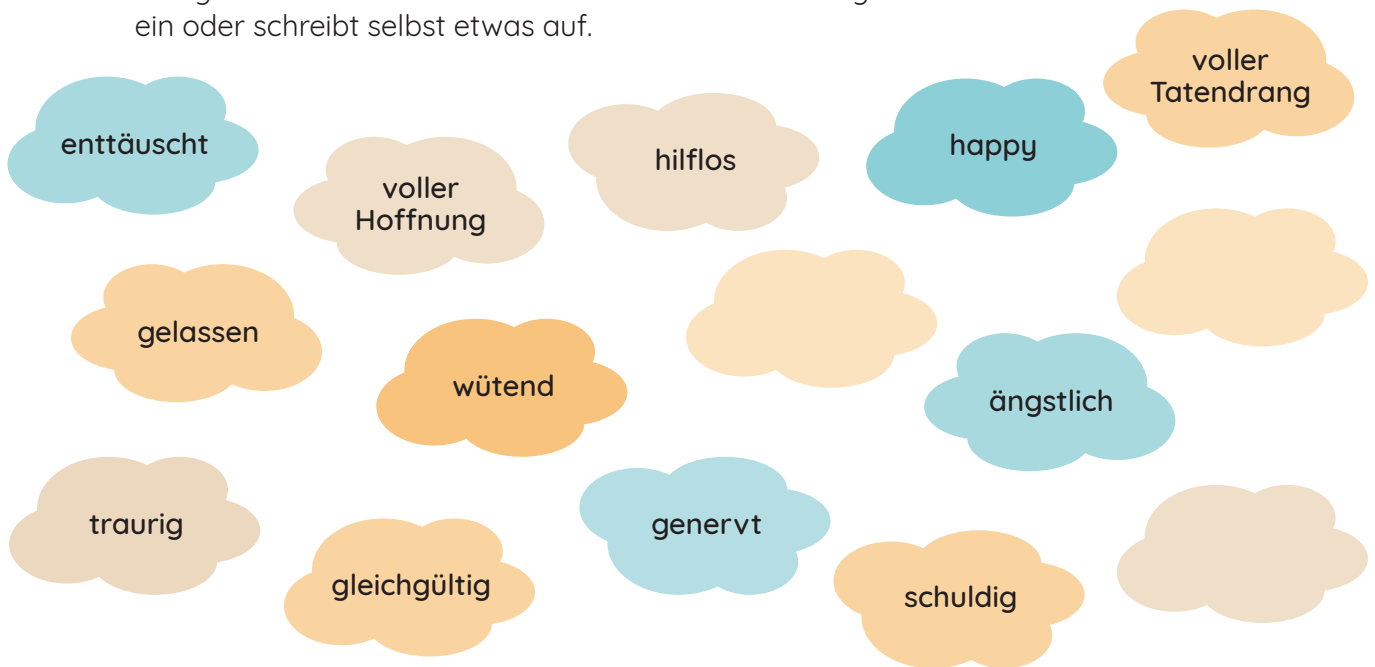 ein oder schreibt selbst etwas auf.
voller
Tatendrang
enttäuscht
voller
Hoffnung
hilflos
happy
gelassen
wütend
ängstlich
traurig
gleichgültig
genervt
schuldig